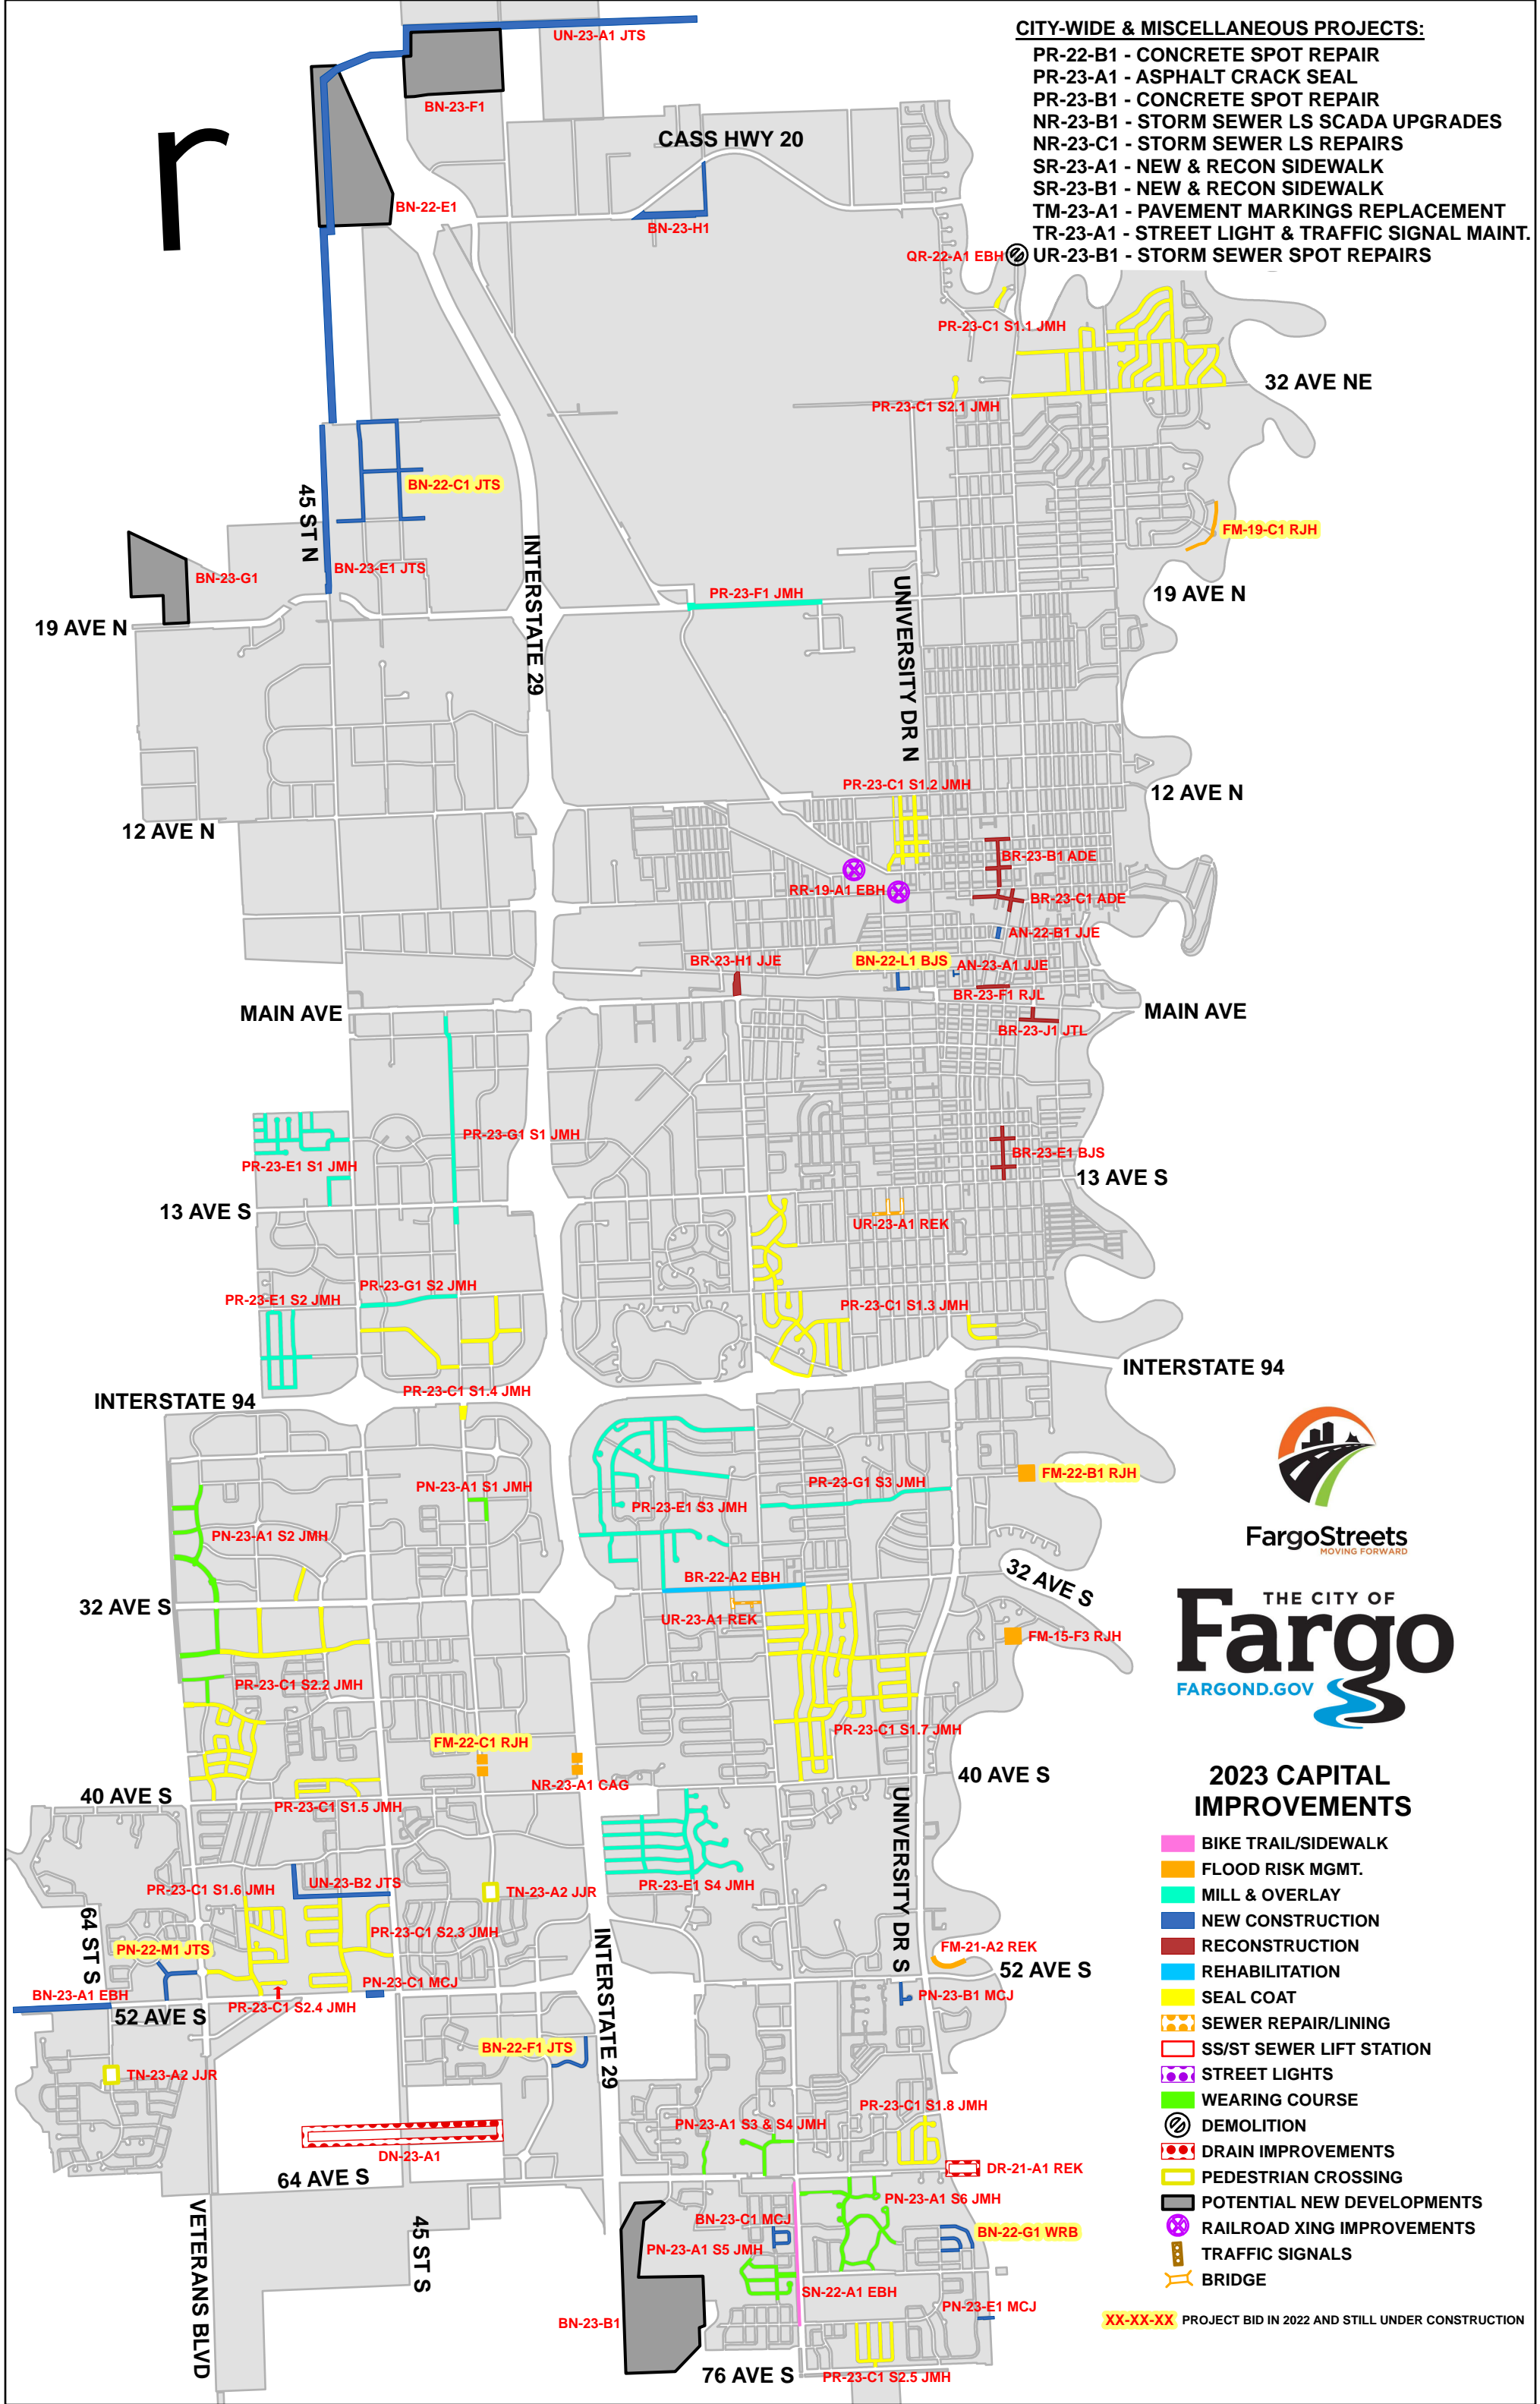 CITY-WIDE & MISCELLANEOUS PROJECTS:
PR-22-B1 - CONCRETE SPOT REPAIR
PR-23-A1 - ASPHALT CRACK SEAL
PR-23-B1 - CONCRETE SPOT REPAIR
NR-23-B1 - STORM SEWER LS SCADA UPGRADES
NR-23-C1 - STORM SEWER LS REPAIRS
SR-23-A1 - NEW & RECON SIDEWALK
SR-23-B1 - NEW & RECON SIDEWALK
TM-23-A1 - PAVEMENT MARKINGS REPLACEMENT
TR-23-A1 - STREET LIGHT & TRAFFIC SIGNAL MAINT.
UR-23-B1 - STORM SEWER SPOT REPAIRS
UN-23-A1 JTS
BN-23-F1
r
CASS HWY 20
BN-22-E1
BN-23-H1
QR-22-A1 EBH
PR-23-C1 S1.1 JMH
32 AVE NE
PR-23-C1 S2.1 JMH
BN-22-C1 JTS
45 ST N
FM-19-C1 RJH
INTERSTATE 29
BN-23-G1
BN-23-E1 JTS
PR-23-F1 JMH
UNIVERSITY DR N
19 AVE N
19 AVE N
PR-23-C1 S1.2 JMH
12 AVE N
12 AVE N
BR-23-B1 ADE
RR-19-A1 EBH
BR-23-C1 ADE
AN-22-B1 JJE
BR-23-H1 JJE
BN-22-L1 BJS
AN-23-A1 JJE
BR-23-F1 RJL
MAIN AVE
MAIN AVE
BR-23-J1 JTL
PR-23-G1 S1 JMH
BR-23-E1 BJS
PR-23-E1 S1 JMH
13 AVE S
13 AVE S
UR-23-A1 REK
PR-23-G1 S2 JMH
PR-23-E1 S2 JMH
PR-23-C1 S1.3 JMH
INTERSTATE 94
PR-23-C1 S1.4 JMH
INTERSTATE 94
FM-22-B1 RJH
PN-23-A1 S1 JMH
PR-23-G1 S3 JMH
PR-23-E1 S3 JMH
PN-23-A1 S2 JMH
FargoStreets
MOVING FORWARD
BR-22-A2 EBH
32 AVE S
32 AVE S
UR-23-A1 REK
FM-15-F3 RJH
THE CITY OF
Fargo
FARGOND.GOV
PR-23-C1 S2.2 JMH
PR-23-C1 S1.7 JMH
FM-22-C1 RJH
NR-23-A1 CAG
40 AVE S
40 AVE S
PR-23-C1 S1.5 JMH
UNIVERSITY DR S
2023 CAPITAL
IMPROVEMENTS
BIKE TRAIL/SIDEWALK
FLOOD RISK MGMT.
MILL & OVERLAY
NEW CONSTRUCTION
RECONSTRUCTION
REHABILITATION
SEAL COAT
SEWER REPAIR/LINING
SS/ST SEWER LIFT STATION
STREET LIGHTS
WEARING COURSE
DEMOLITION
DRAIN IMPROVEMENTS
PEDESTRIAN CROSSING
POTENTIAL NEW DEVELOPMENTS
RAILROAD XING IMPROVEMENTS
TRAFFIC SIGNALS
BRIDGE
XX-XX-XX PROJECT BID IN 2022 AND STILL UNDER CONSTRUCTION
UN-23-B2 JTS
PR-23-C1 S1.6 JMH
TN-23-A2 JJR
PR-23-E1 S4 JMH
64 ST S
PR-23-C1 S2.3 JMH
PN-22-M1 JTS
INTERSTATE 29
FM-21-A2 REK
52 AVE S
PN-23-C1 MCJ
BN-23-A1 EBH
PR-23-C1 S2.4 JMH
52 AVE S
PN-23-B1 MCJ
BN-22-F1 JTS
TN-23-A2 JJR
PR-23-C1 S1.8 JMH
PN-23-A1 S3 & S4 JMH
DN-23-A1
DR-21-A1 REK
64 AVE S
PN-23-A1 S6 JMH
VETERANS BLVD
45 ST S
BN-23-C1 MCJ
BN-22-G1 WRB
PN-23-A1 S5 JMH
SN-22-A1 EBH
PN-23-E1 MCJ
BN-23-B1
76 AVE S
PR-23-C1 S2.5 JMH